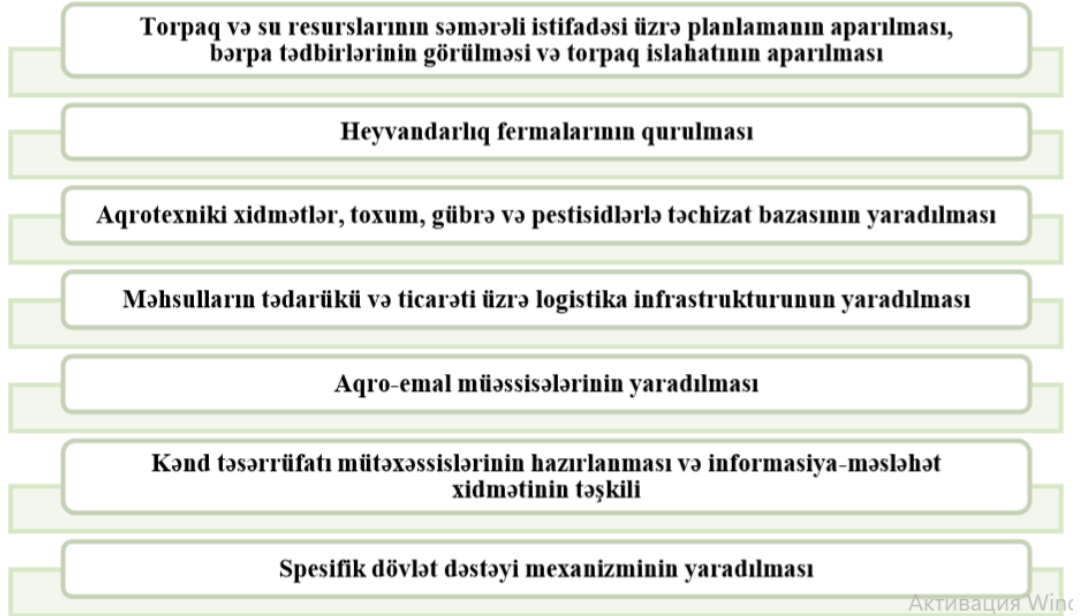 Torpaq və su resurslarının səmərəli istifadəsi üzrə planlamanın aparılması,
bərpa tədbirlərinin görülməsi və torpaq islahatının aparılması
Heyvandarlıq fermalarının qurulması
Aqrotexniki xidmətlər, toxum, gübrə və pestisidlərlə təchizat bazasının yaradılması
Məhsulların tədarükü və ticarəti üzrə logistika infrastrukturunun yaradılması
Aqro-emal müəssisələrinin yaradılması
Kənd təsərrüfatı mütəxəssislərinin hazırlanması və informasiya-məsləhət
xidmətinin təşkili
Spesifik dövlət dəstəyi mexanizminin yaradılması
Активация Wind